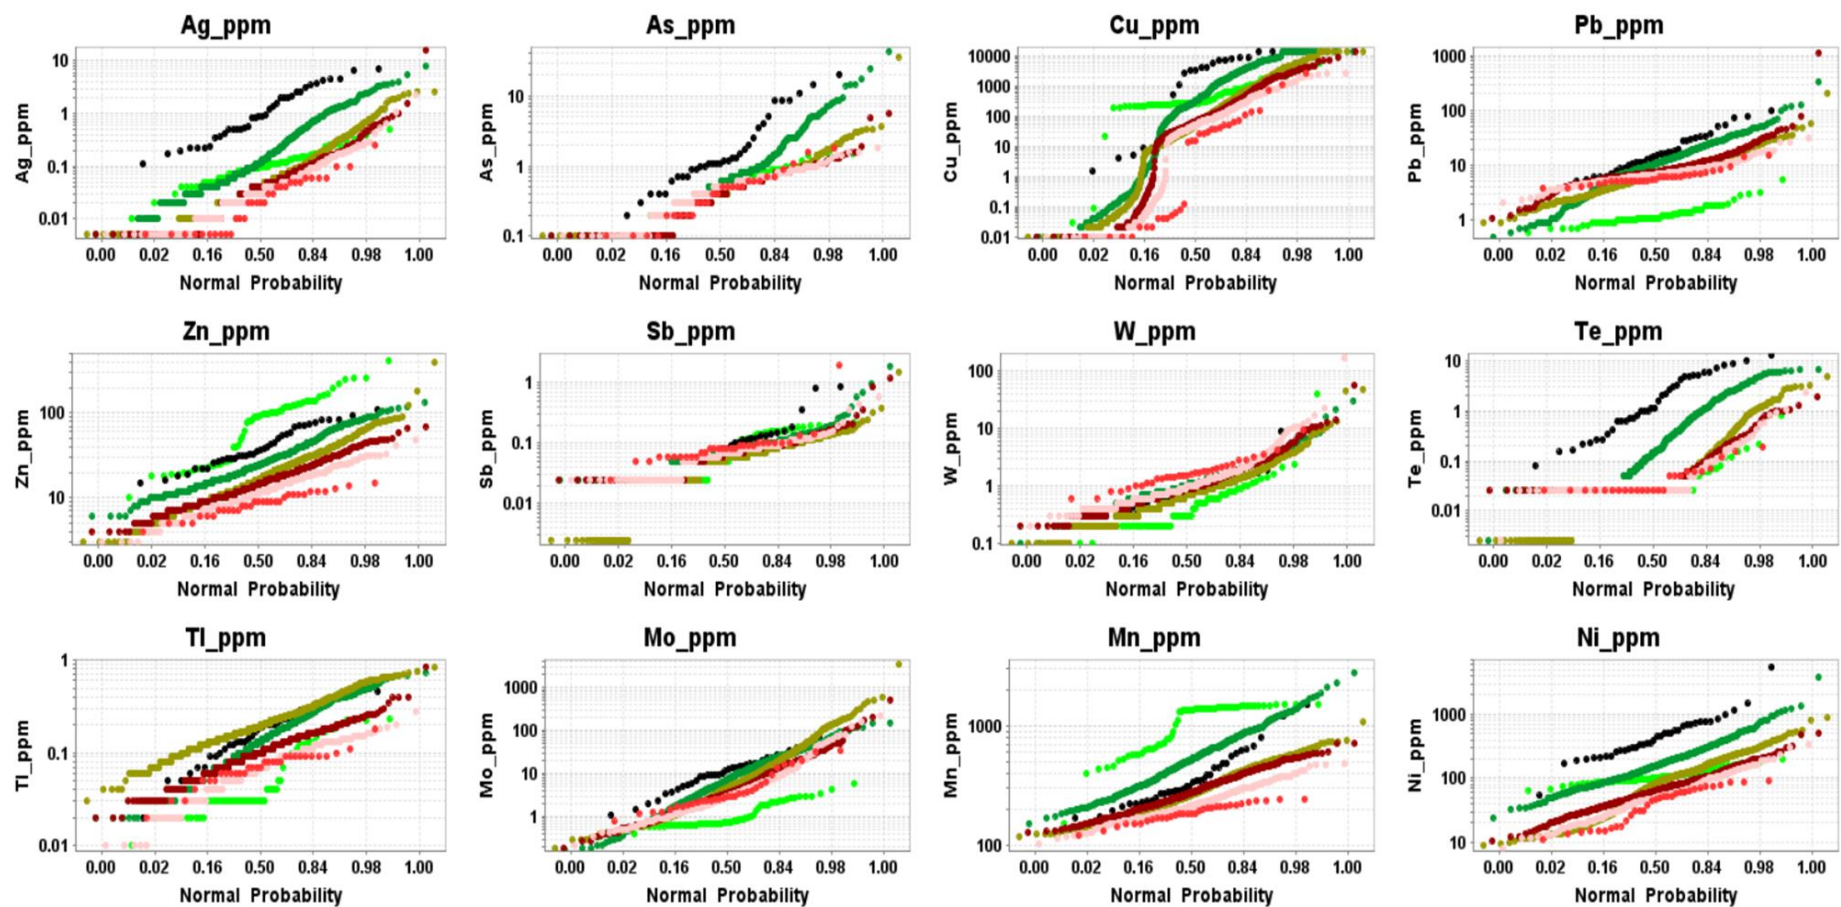 Ag_ppm As_ppm Cu_ppm Pb_ppm
Ag_ppm
10
1
0.1
0.01
0.00 0.02 0.16 0.50 0.84 0.98 1.00
Normal Probability
As_ppm
10
1
0.1
0.00 0.02 0.16 0.50 0.84 0.98 1.00
Normal Probability
Cu_ppm
10000
1000
100
10
1
0.1
0.01
0.00 0.02 0.16 0.50 0.84 0.98 1.00
Normal Probability
Pb_ppm
1000
100
10
1
0.00 0.02 0.16 0.50 0.84 0.98 1.00
Normal Probability
Zn_ppm Sb_ppm W_ppm Te_ppm
Zn_ppm
100
10
0.00 0.02 0.16 0.50 0.84 0.98 1.00
Normal Probability
Sb_ppm
1
0.1
0.01
0.00 0.02 0.16 0.50 0.84 0.98 1.00
Normal Probability
W_ppm
100
10
1
0.1
0.00 0.02 0.16 0.50 0.84 0.98 1.00
Normal Probability
Te_ppm
10
1
0.1
0.01
0.00 0.02 0.16 0.50 0.84 0.98 1.00
Normal Probability
Tl_ppm Mo_ppm Mn_ppm Ni_ppm
Tl_ppm
1
0.1
0.01
0.00 0.02 0.16 0.50 0.84 0.98 1.00
Normal Probability
Mo_ppm
1000
100
10
1
0.00 0.02 0.16 0.50 0.84 0.98 1.00
Normal Probability
Mn_ppm
1000
100
0.00 0.02 0.16 0.50 0.84 0.98 1.00
Normal Probability
Ni_ppm
1000
100
10
0.00 0.02 0.16 0.50 0.84 0.98 1.00
Normal Probability